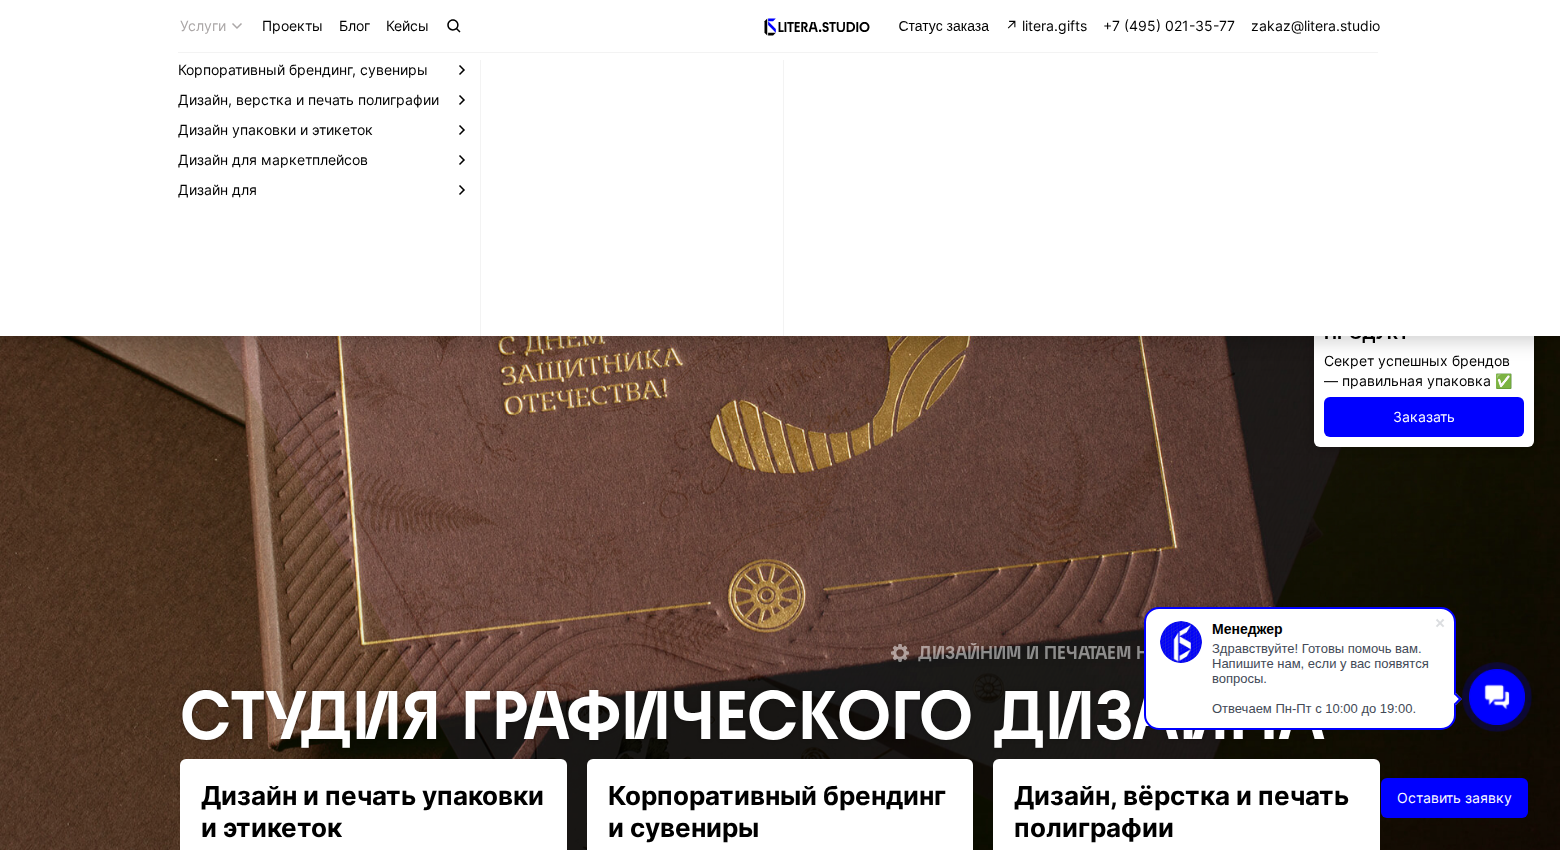 Услуги
Проекты
Блог
Кейсы
LITERA.STUDIO
Статус заказа
litera.gifts
+7 (495) 021-35-77
zakaz@litera.studio
Корпоративный брендинг, сувениры
Дизайн, верстка и печать полиграфии
Дизайн упаковки и этикеток
Дизайн для маркетплейсов
Дизайн для
С ДНЕМ
ЗАЩИТНИКА
ОТЕЧЕСТВА!
Секрет успешных брендов
— правильная упаковка ✅
Заказать
ДИЗАЙНИМ И ПЕЧАТАЕМ
СТУДИЯ ГРАФИЧЕСКОГО ДИЗАЙНА
Менеджер
Здравствуйте! Готовы помочь вам.
Напишите нам, если у вас появятся
вопросы.
Отвечаем Пн-Пт с 10:00 до 19:00.
Дизайн и печать упаковки
и этикеток
Корпоративный брендинг
и сувениры
Дизайн, вёрстка и печать
полиграфии
Оставить заявку